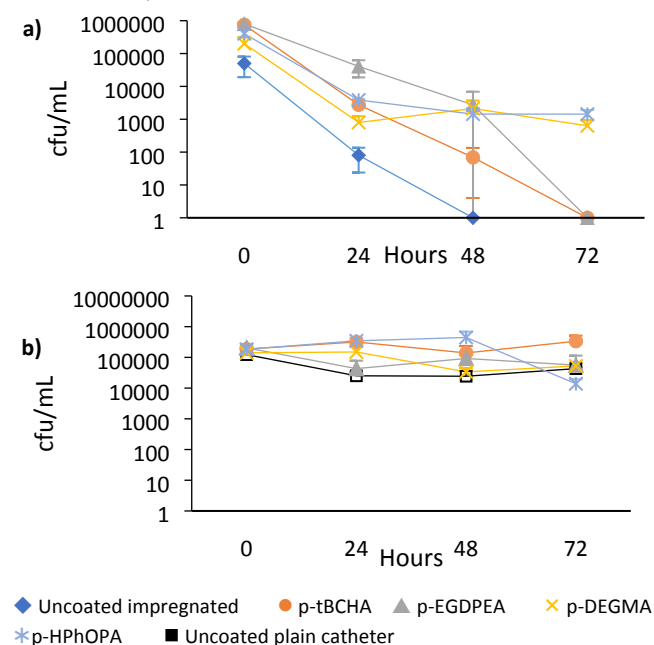 a)
1000000
100000
10000
1000
100
10
1
cfu/mL
0 24 Hours 48 72
b)
10000000
1000000
100000
10000
1000
100
10
1
cfu/mL
0 24 48 72
Hours
Uncoated impregnated p-tBCHA p-EGDPEA p-DEGMA
p-HPhOPA Uncoated plain catheter